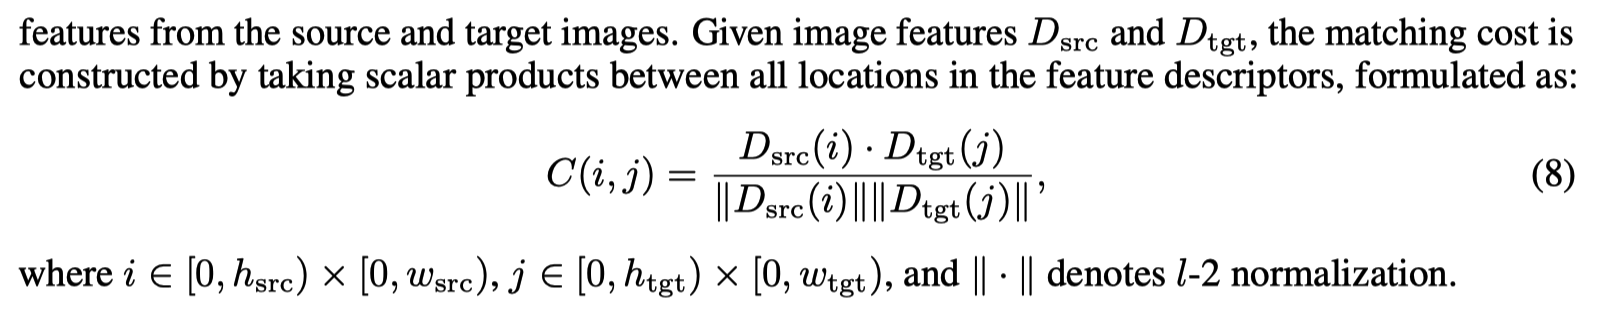 features from the source and target images. Given image features $D_{\text{src}}$ and $D_{\text{tgt}}$, the matching cost is
constructed by taking scalar products between all locations in the feature descriptors, formulated as:
$$C(i, j) = \frac{D_{\text{src}}(i) \cdot D_{\text{tgt}}(j)}{\|D_{\text{src}}(i)\| \|D_{\text{tgt}}(j)\|}, \quad (8)$$
where $i \in [0, h_{\text{src}}) \times [0, w_{\text{src}}), j \in [0, h_{\text{tgt}}) \times [0, w_{\text{tgt}})$, and $\| \cdot \|$ denotes $l$-2 normalization.